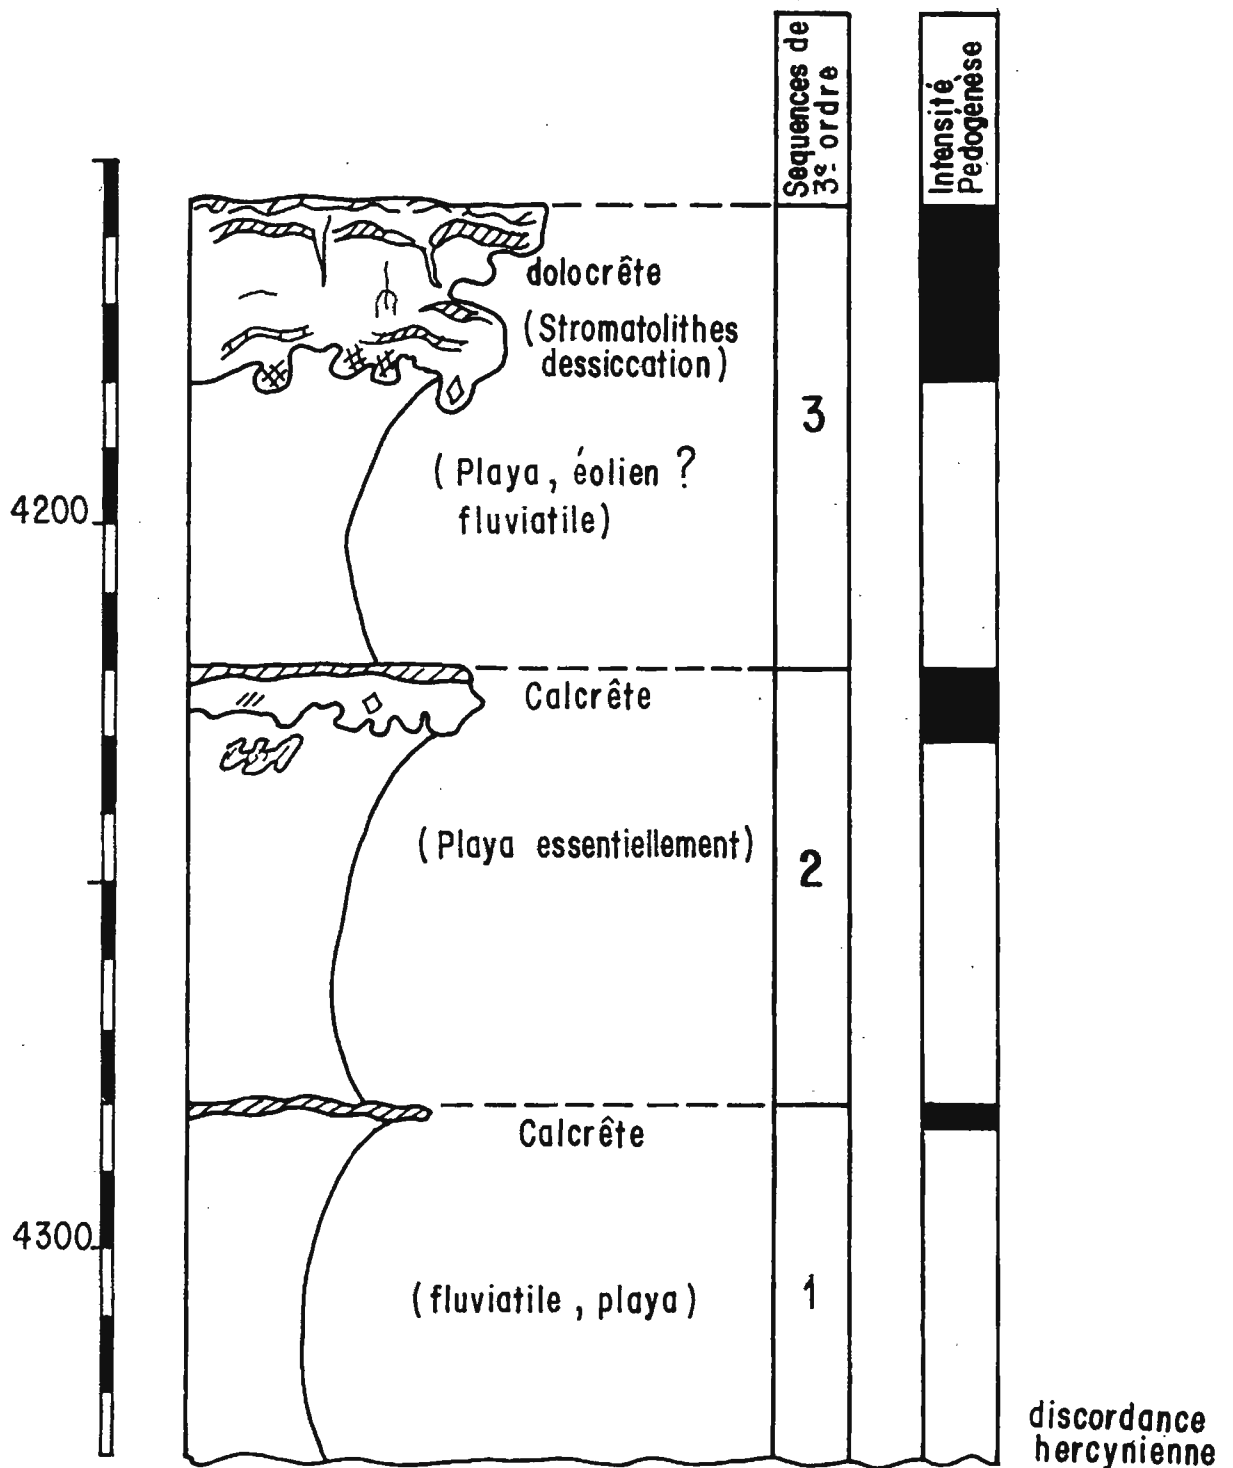 Sequences de
3e ordre
Intensité
Pedogénèse
dolocrête
(Stromatolithes
dessiccation)
3
(Playa, éolien ?
fluviatile)
4200
Calcrête
(Playa essentiellement)
2
Calcrête
4300
(fluviatile, playa)
1
discordance
hercynienne